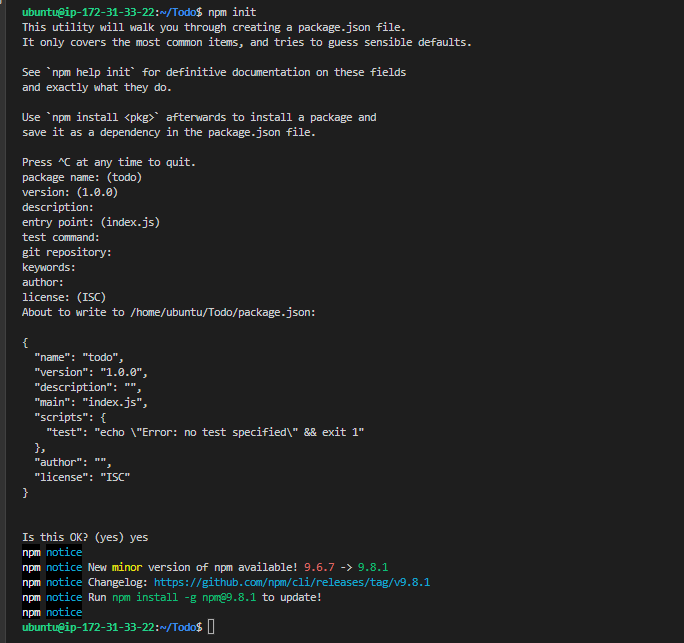 ubuntu@ip-172-31-33-22:~/Todo$ npm init
This utility will walk you through creating a package.json file.
It only covers the most common items, and tries to guess sensible defaults.
See `npm help init` for definitive documentation on these fields
and exactly what they do.
Use `npm install <pkg>` afterwards to install a package and
save it as a dependency in the package.json file.
Press ^C at any time to quit.
package name: (todo)
version: (1.0.0)
description:
entry point: (index.js)
test command:
git repository:
keywords:
author:
license: (ISC)
About to write to /home/ubuntu/Todo/package.json:
{
  "name": "todo",
  "version": "1.0.0",
  "description": "",
  "main": "index.js",
  "scripts": {
    "test": "echo \"Error: no test specified\" && exit 1"
  },
  "author": "",
  "license": "ISC"
}
Is this OK? (yes) yes
npm notice
npm notice New minor version of npm available! 9.6.7 -> 9.8.1
npm notice Changelog: https://github.com/npm/cli/releases/tag/v9.8.1
npm notice Run npm install -g npm@9.8.1 to update!
npm notice
ubuntu@ip-172-31-33-22:~/Todo$